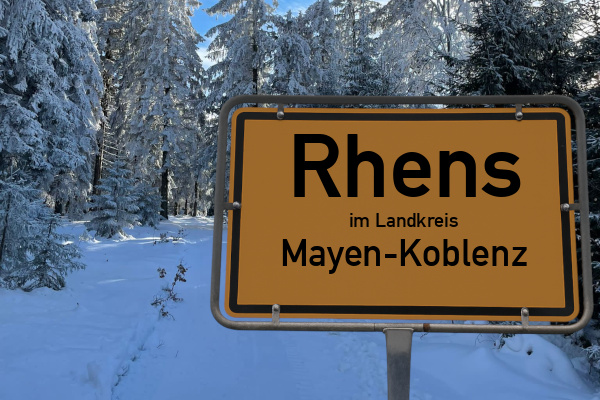 Rhens
im Landkreis
Mayen-Koblenz